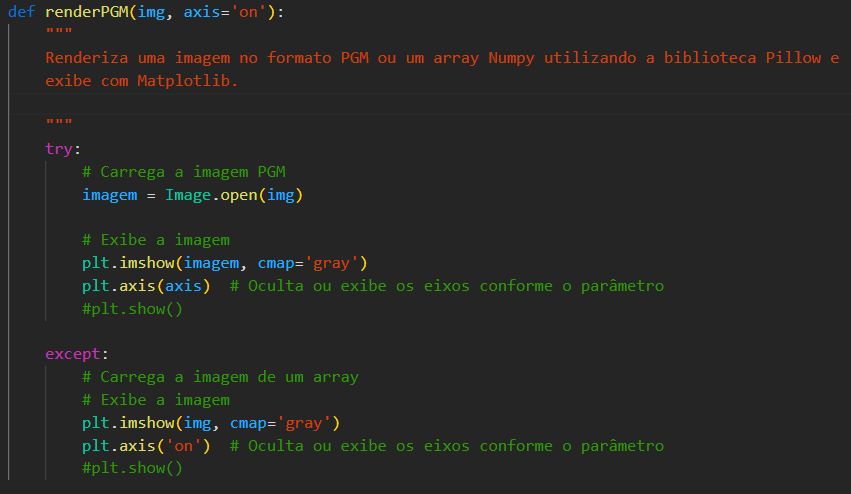 def renderPGM(img, axis='on'):
    """
    Renderiza uma imagem no formato PGM ou um array Numpy utilizando a biblioteca Pillow e
    exibe com Matplotlib.

    """
    try:
        # Carrega a imagem PGM
        imagem = Image.open(img)

        # Exibe a imagem
        plt.imshow(imagem, cmap='gray')
        plt.axis(axis)  # Oculta ou exibe os eixos conforme o parâmetro
        #plt.show()

    except:
        # Carrega a imagem de um array
        # Exibe a imagem
        plt.imshow(img, cmap='gray')
        plt.axis('on')  # Oculta ou exibe os eixos conforme o parâmetro
        #plt.show()